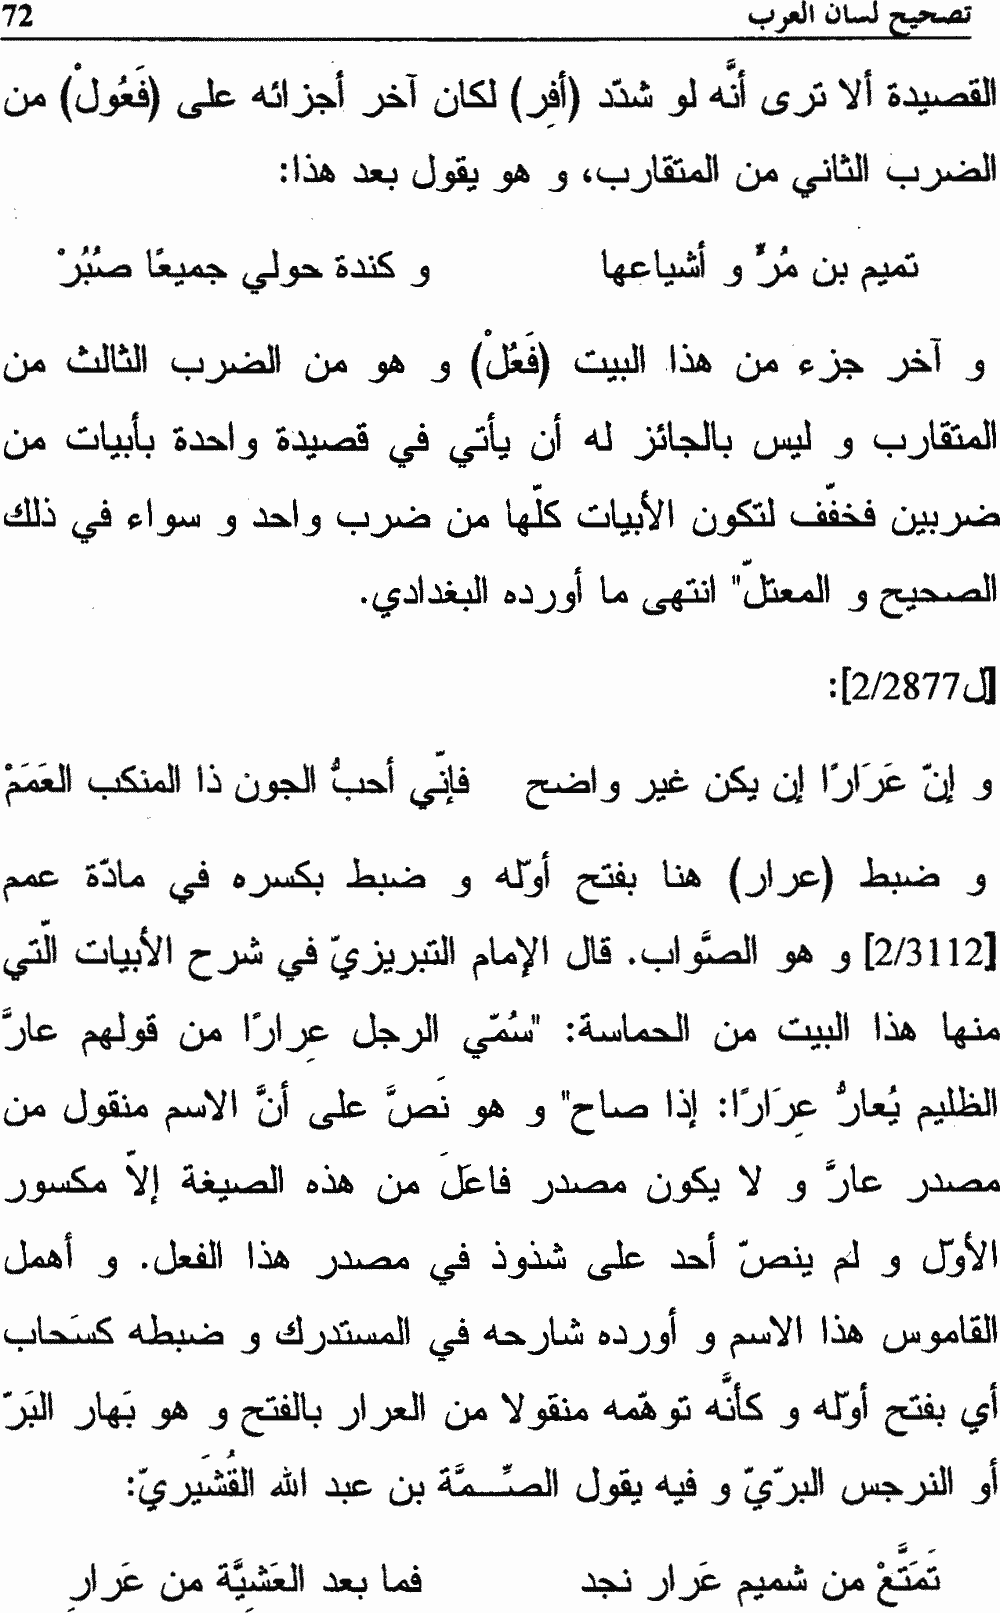 تصحيح لسان العرب 72
القصيدة ألا ترى أنَّه لو شدّد (أفِر) لكان آخر أجزائه على (فَعُولْ) من
الضرب الثاني من المتقارب، و هو يقول بعد هذا:
تميم بن مُرٍّ و أشياعها و كندة حولي جميعًا صُبُرْ
و آخر جزء من هذا البيت (فَعُلْ) و هو من الضرب الثالث من
المتقارب و ليس بالجائز له أن يأتي في قصيدة واحدة بأبيات من
ضربين فخفّف لتكون الأبيات كلّها من ضرب واحد و سواء في ذلك
الصحيح و المعتلّ" انتهى ما أورده البغدادي.
[ل2/2877]:
و إنّ عَرَارًا إن يكن غير واضح فإنّي أحبُّ الجون ذا المنكب العَمَمْ
و ضبط (عرار) هنا بفتح أوّله و ضبط بكسره في مادّة عمم
[2/3112] و هو الصَّواب. قال الإمام التبريزيّ في شرح الأبيات الّتي
منها هذا البيت من الحماسة: "سُمّي الرجل عِرارًا من قولهم عارَّ
الظليم يُعارُّ عِرَارًا: إذا صاح" و هو نَصَّ على أنَّ الاسم منقول من
مصدر عارَّ و لا يكون مصدر فاعَلَ من هذه الصيغة إلاّ مكسور
الأوّل و لم ينصّ أحد على شذوذ في مصدر هذا الفعل. و أهمل
القاموس هذا الاسم و أورده شارحه في المستدرك و ضبطه كسَحاب
أي بفتح أوّله و كأنَّه توهّمه منقولا من العرار بالفتح و هو بَهار البَرّ
أو النرجس البرّيّ و فيه يقول الصِّمَّة بن عبد الله القُشَيريّ:
تَمَتَّعْ من شميم عَرار نجد فما بعد العَشِيَّة من عَرارِ